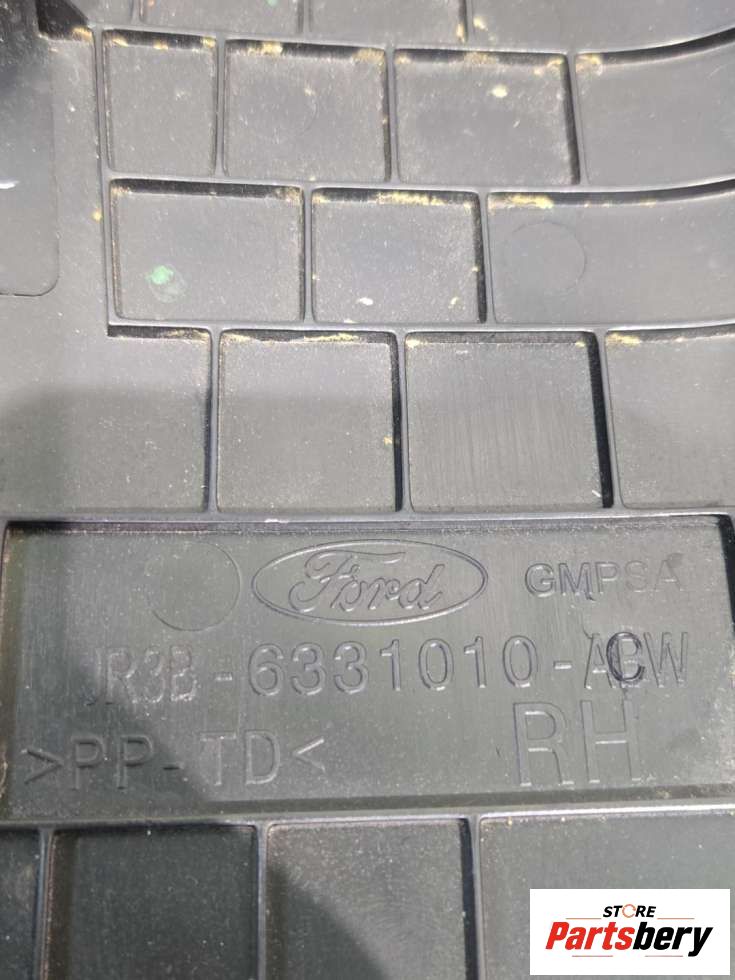 Ford GMPSA
JR3B-6331010-ACW
>PP-TD< RH
STORE
Partsbery